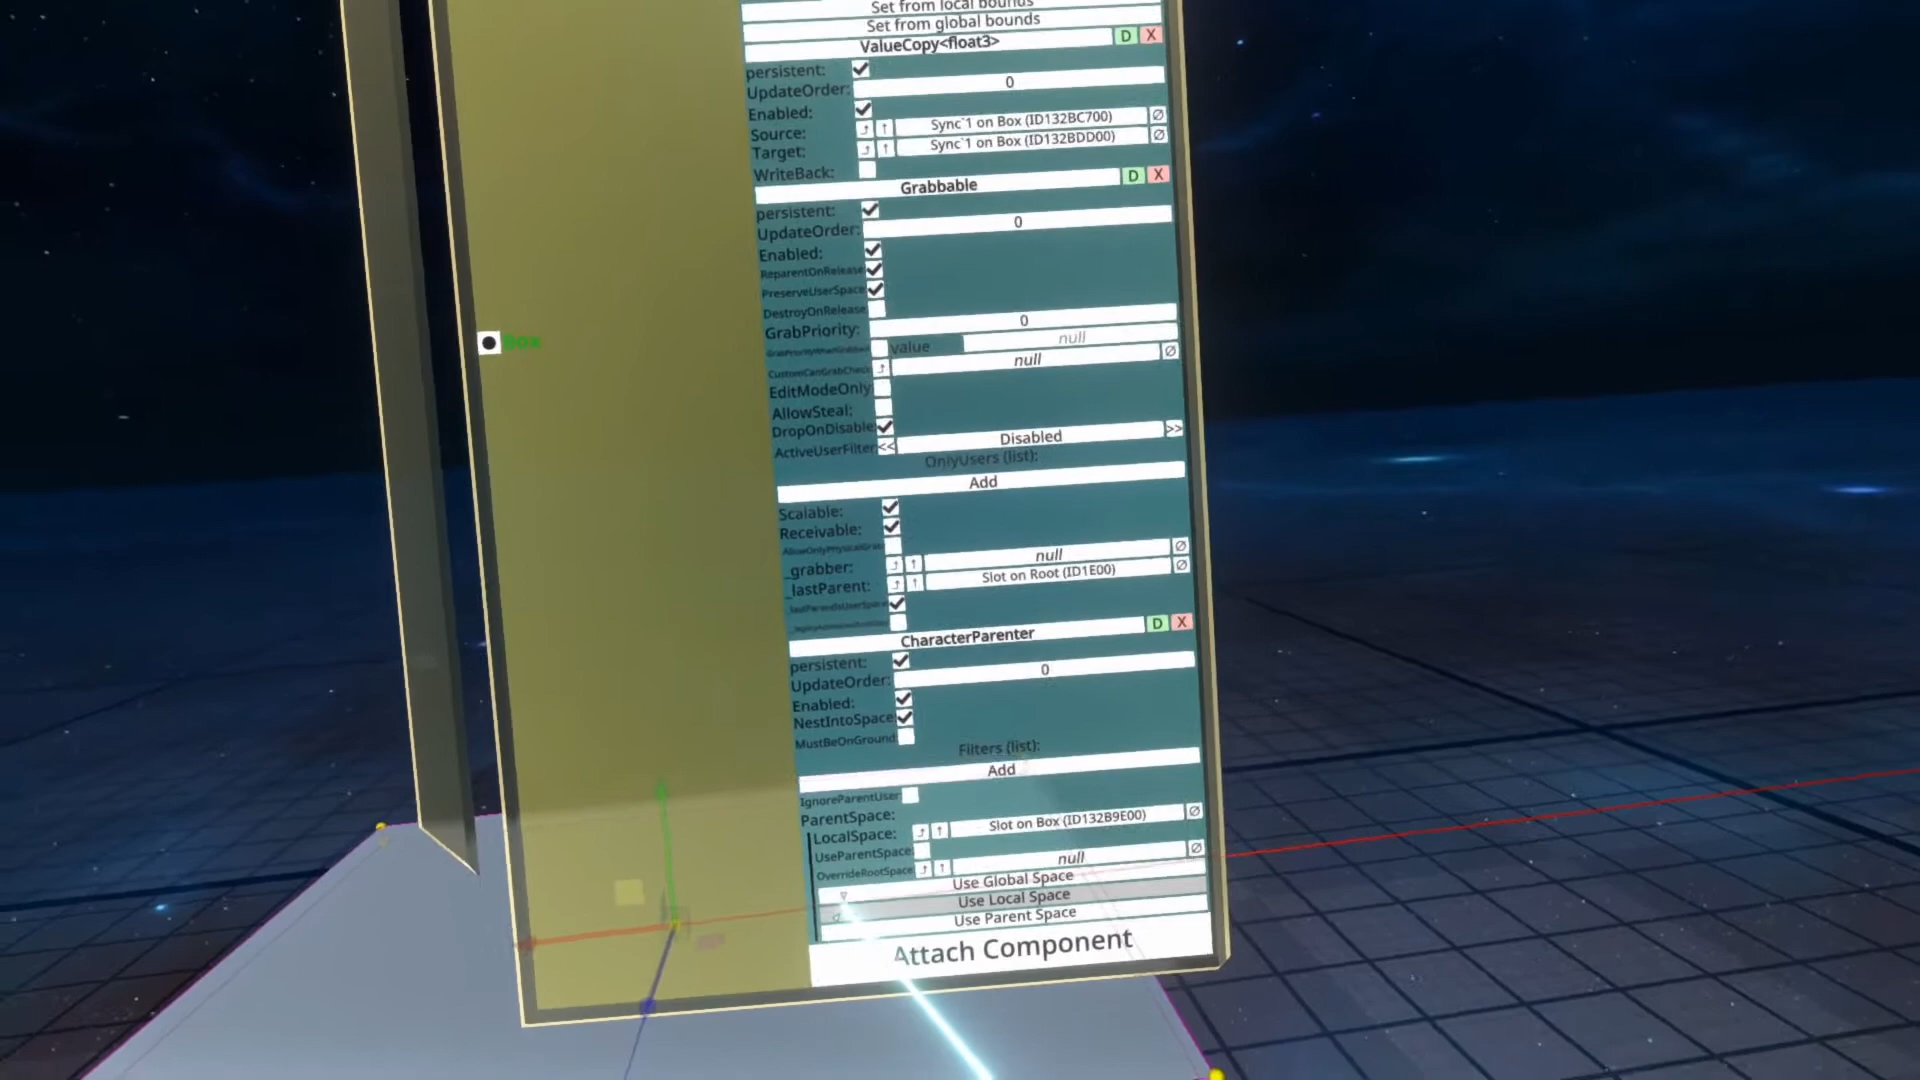 Set from local bounds
Set from global bounds
ValueCopy<float3> D X
persistent:
UpdateOrder: 0
Enabled:
Source: Sync`1 on Box (ID132BC700) Ø
Target: Sync`1 on Box (ID132BDD00) Ø
WriteBack:
Grabbable D X
persistent:
UpdateOrder: 0
Enabled:
ReparentOnRelease
PreserveUserSpace
DestroyOnRelease
Box
GrabPriority: 0
value null
CustomCanGrabCheck null Ø
EditModeOnly
AllowSteal:
DropOnDisable
ActiveUserFilter << Disabled >>
OnlyUsers (list):
Add
Scalable:
Receivable:
AllowOnlyPhysicalGrab
_grabber: null Ø
_lastParent: Slot on Root (ID1E00) Ø
_lastParentIsUserSpace
CharacterParenter D X
persistent:
UpdateOrder: 0
Enabled:
NestIntoSpace
MustBeOnGround
Filters (list):
Add
IgnoreParentUser
ParentSpace:
LocalSpace: Slot on Box (ID132B9E00) Ø
UseParentSpace
OverrideRootSpace null Ø
Use Global Space
Use Local Space
Use Parent Space
Attach Component